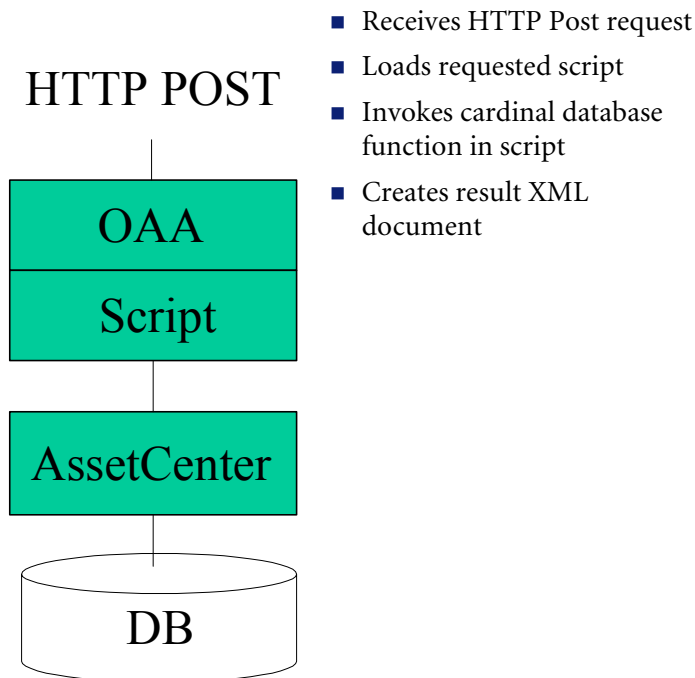 HTTP POST
OAA
Script
AssetCenter
DB
■ Receives HTTP Post request
■ Loads requested script
■ Invokes cardinal database
function in script
■ Creates result XML
document